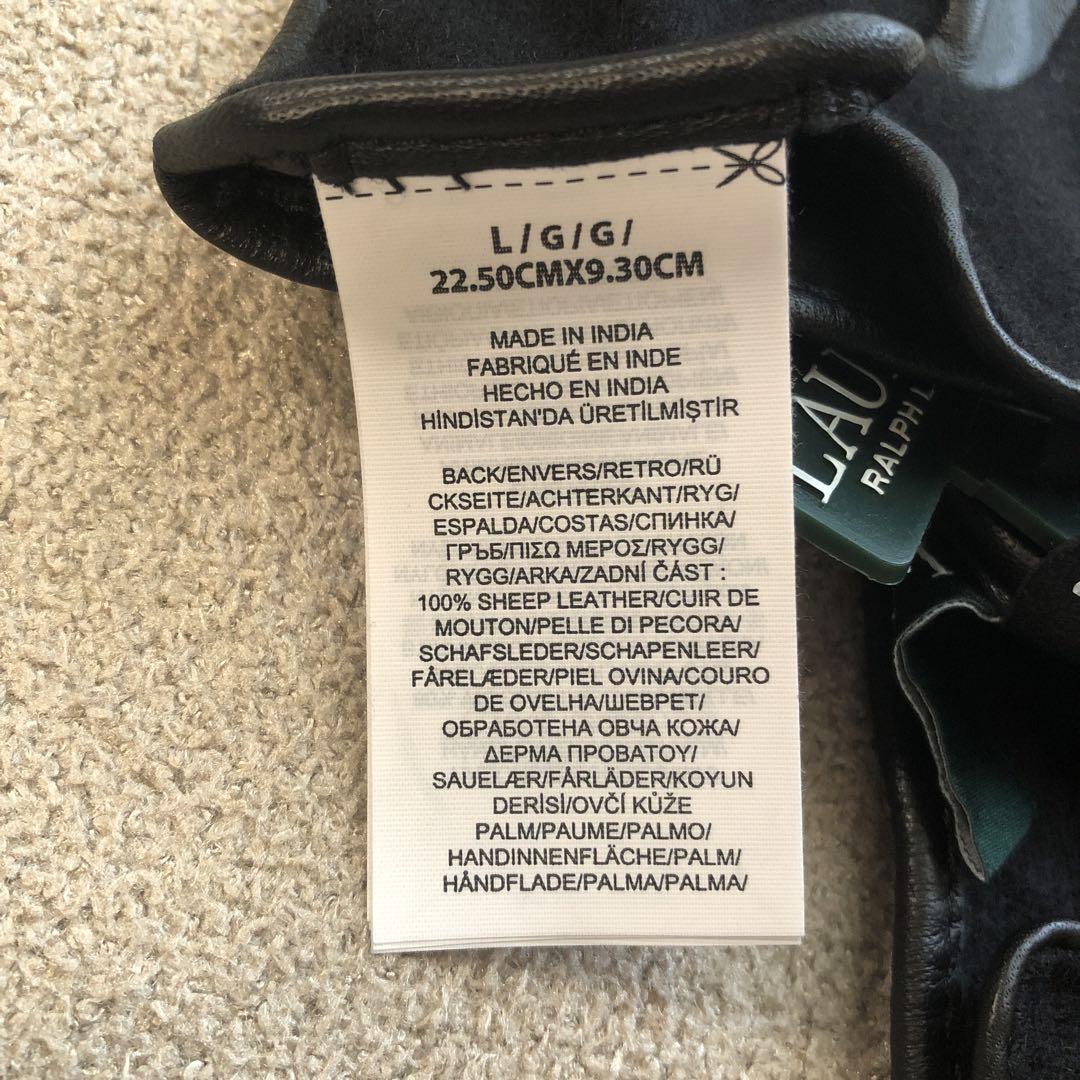 L/G/G/
22.50CMX9.30CM
MADE IN INDIA
FABRIQUÉ EN INDE
HECHO EN INDIA
HİNDİSTAN'DA ÜRETİLMİŞTİR
BACK/ENVERS/RETRO/RÜ
CKSEITE/ACHTERKANT/RYG/
ESPALDA/COSTAS/СПИНКА/
ГРЪБ/ΠΙΣΩ ΜΕΡΟΣ/RYGG/
RYGG/ARKA/ZADNÍ ČÁST :
100% SHEEP LEATHER/CUIR DE
MOUTON/PELLE DI PECORA/
SCHAFSLEDER/SCHAPENLEER/
FÅRELÆDER/PIEL OVINA/COURO
DE OVELHA/ШЕВРЕТ/
ОБРАБОТЕНА ОВЧА КОЖА/
ΔΕΡΜΑ ΠΡΟΒΑΤΟΥ/
SAUELÆR/FÅRLÄDER/KOYUN
DERİSİ/OVČÍ KŮŽE
PALM/PAUME/PALMO/
HANDINNENFLÄCHE/PALM/
HÅNDFLADE/PALMA/PALMA/
LAU
RALPH L